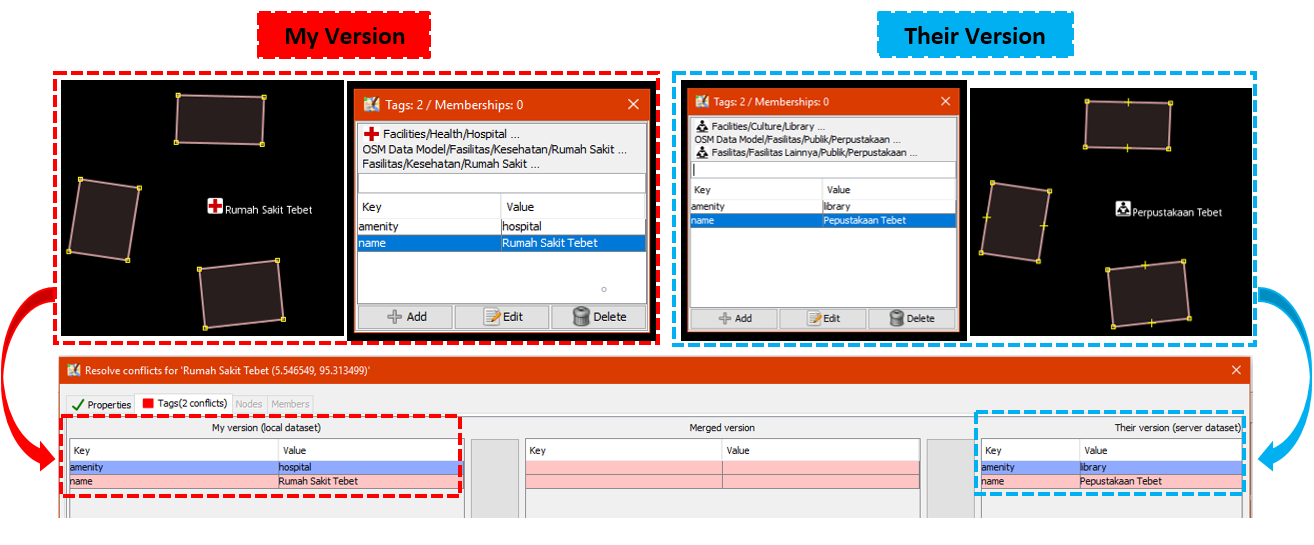 My Version
Their Version
Rumah Sakit Tebet
Tags: 2 / Memberships: 0
Facilities/Health/Hospital ...
OSM Data Model/Fasilitas/Kesehatan/Rumah Sakit ...
Fasilitas/Kesehatan/Rumah Sakit ...
Key Value
amenity hospital
name Rumah Sakit Tebet
Add Edit Delete
Tags: 2 / Memberships: 0
Facilities/Culture/Library ...
OSM Data Model/Fasilitas/Publik/Perpustakaan ...
Fasilitas/Fasilitas Lainnya/Publik/Perpustakaan ...
Key Value
amenity library
name Pepustakaan Tebet
Add Edit Delete
Perpustakaan Tebet
Resolve conflicts for 'Rumah Sakit Tebet (5.546549, 95.313499)'
Properties Tags(2 conflicts) Nodes Members
My version (local dataset) Merged version Their version (server dataset)
Key Value Key Value Key Value
amenity hospital amenity library
name Rumah Sakit Tebet name Pepustakaan Tebet